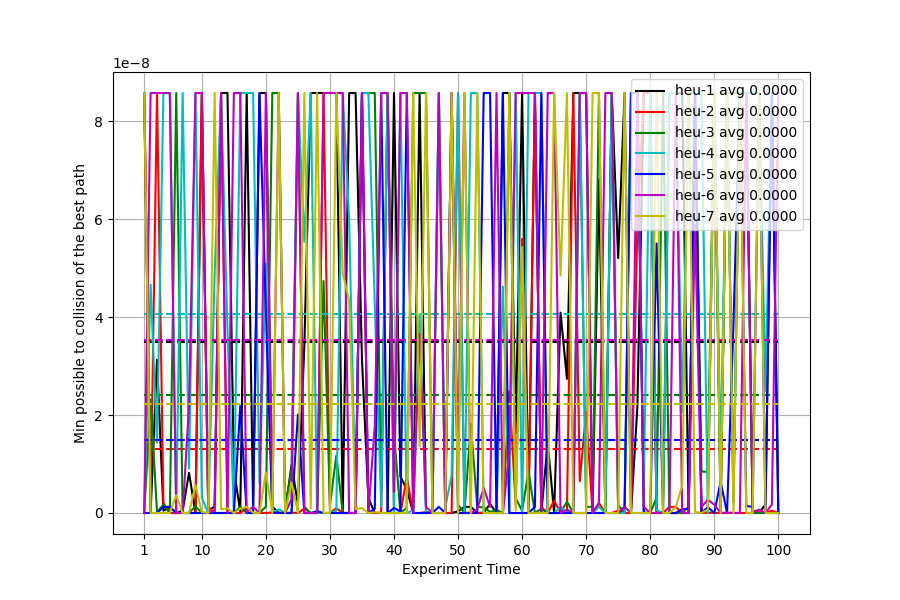 1e−8
8
6
4
2
0
Min possible to collision of the best path
heu-1 avg 0.0000
heu-2 avg 0.0000
heu-3 avg 0.0000
heu-4 avg 0.0000
heu-5 avg 0.0000
heu-6 avg 0.0000
heu-7 avg 0.0000
1 10 20 30 40 50 60 70 80 90 100
Experiment Time